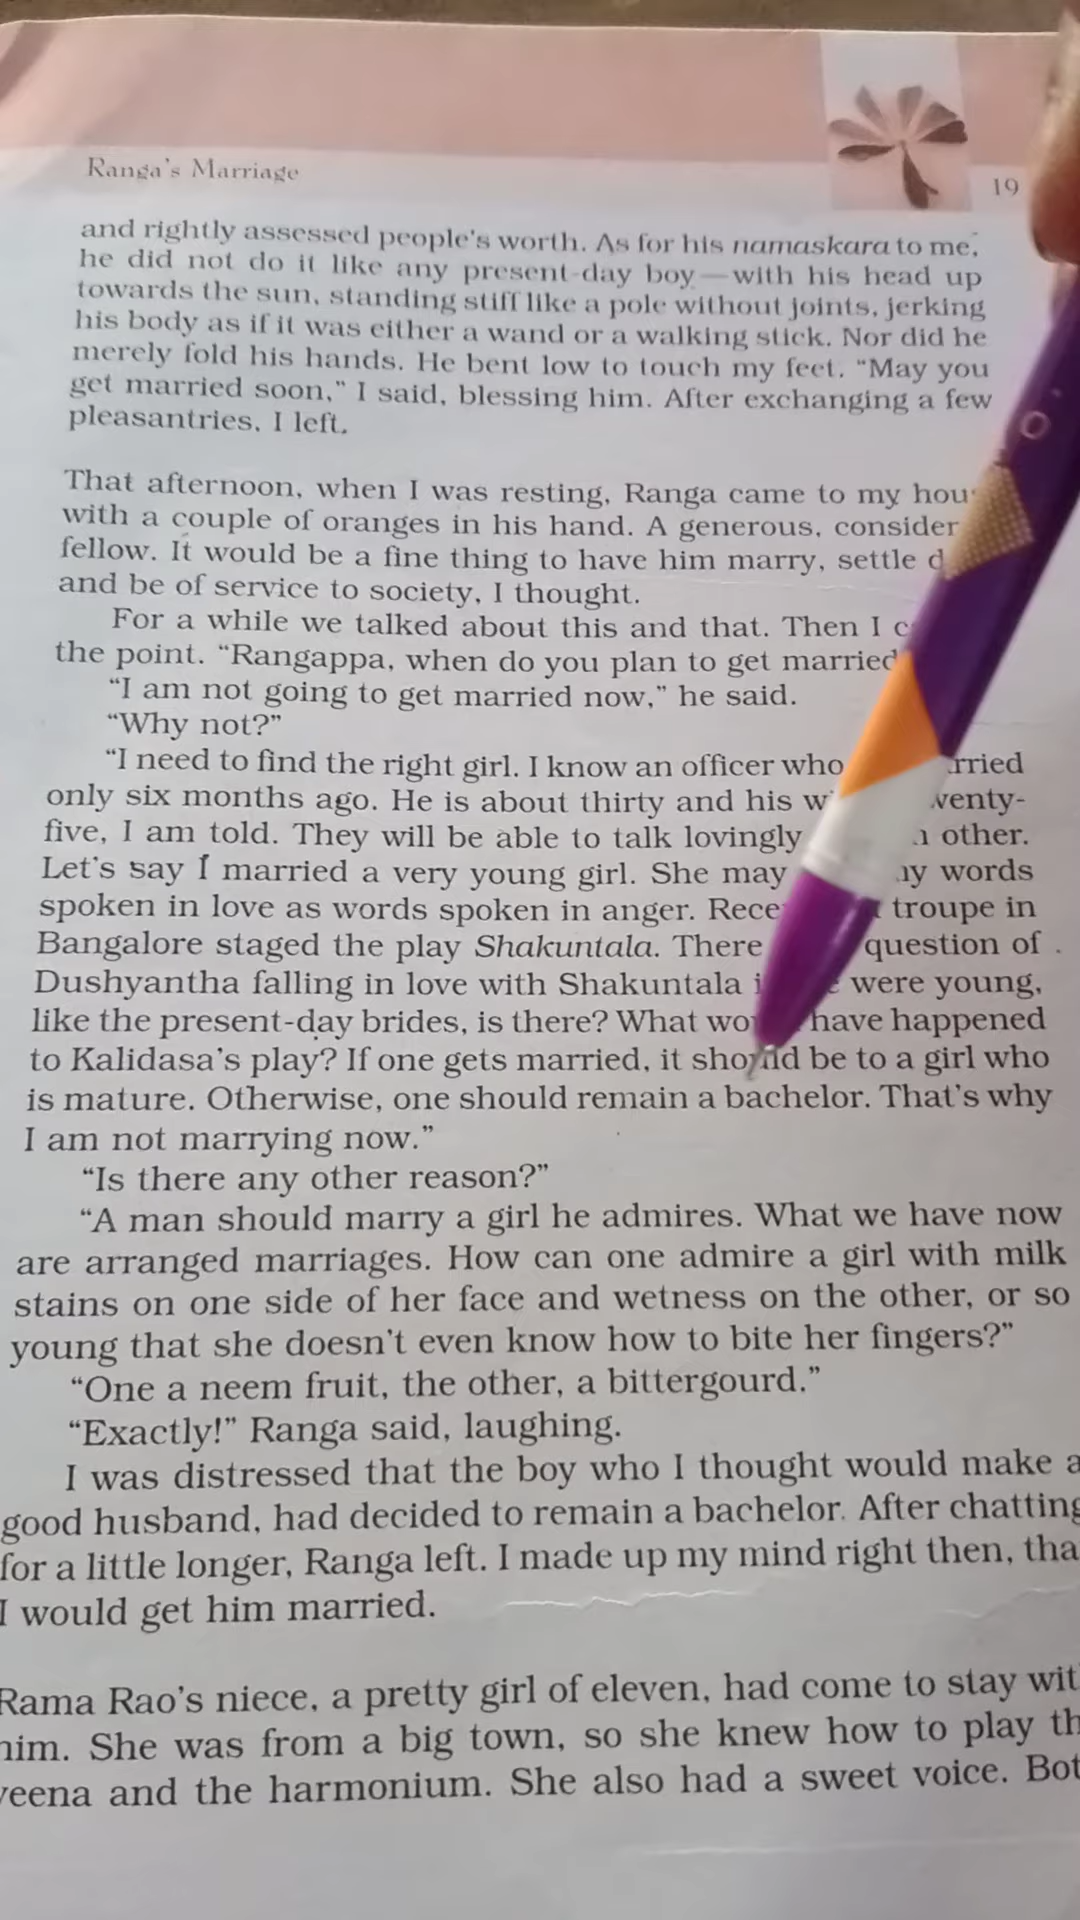 Ranga's Marriage
19
and rightly assessed people's worth. As for his namaskara to me,
he did not do it like any present-day boy—with his head up
towards the sun, standing stiff like a pole without joints, jerking
his body as if it was either a wand or a walking stick. Nor did he
merely fold his hands. He bent low to touch my feet. “May you
get married soon,” I said, blessing him. After exchanging a few
pleasantries, I left.
That afternoon, when I was resting, Ranga came to my
with a couple of oranges in his hand. A generous,
fellow. It would be a fine thing to have him marry, settle
and be of service to society, I thought.
For a while we talked about this and that. Then I
the point. “Rangappa, when do you plan to get married
“I am not going to get married now,” he said.
“Why not?”
“I need to find the right girl. I know an officer who
only six months ago. He is about thirty and his
five, I am told. They will be able to talk lovingly other.
Let's say I married a very young girl. She may words
spoken in love as words spoken in anger. troupe in
Bangalore staged the play Shakuntala. There question of
Dushyantha falling in love with Shakuntala were young,
like the present-day brides, is there? What have happened
to Kalidasa's play? If one gets married, it should be to a girl who
is mature. Otherwise, one should remain a bachelor. That's why
I am not marrying now.”
“Is there any other reason?”
“A man should marry a girl he admires. What we have now
are arranged marriages. How can one admire a girl with milk
stains on one side of her face and wetness on the other, or so
young that she doesn't even know how to bite her fingers?”
“One a neem fruit, the other, a bittergourd.”
“Exactly!” Ranga said, laughing.
I was distressed that the boy who I thought would make a
good husband, had decided to remain a bachelor. After chatting
for a little longer, Ranga left. I made up my mind right then,
I would get him married.
Rama Rao's niece, a pretty girl of eleven, had come to stay
him. She was from a big town, so she knew how to play
veena and the harmonium. She also had a sweet voice.